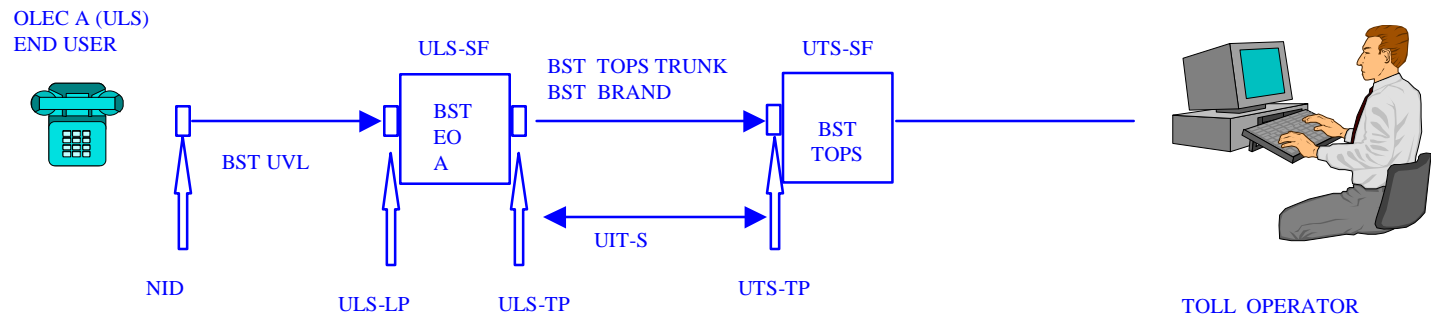 OLEC A (ULS)
END USER
ULS-SF
UTS-SF
BST TOPS TRUNK
BST BRAND
BST
EO
A
BST
TOPS
BST UVL
UIT-S
NID
ULS-LP
ULS-TP
UTS-TP
TOLL OPERATOR